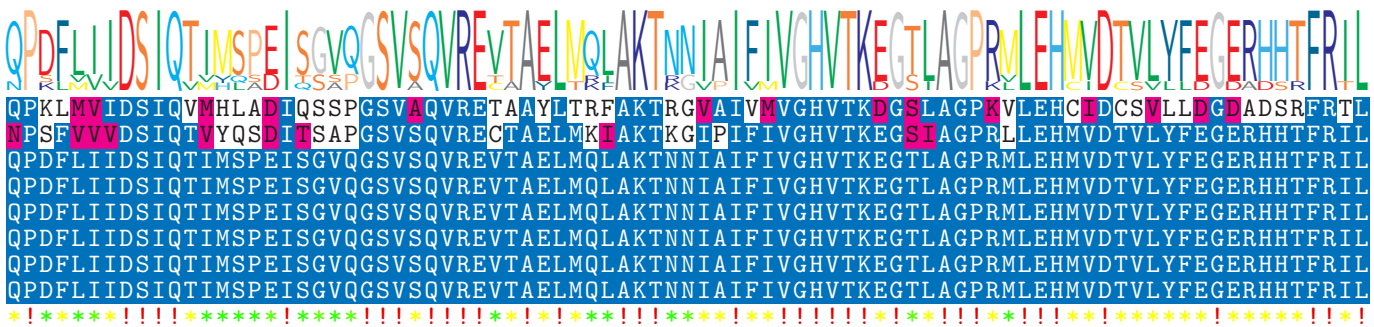 QPDFLIIDSIQTIMSPEISGVQGSVSQVREVTAELMQLAKTNNIAIFIVGHVTKEGTLAGPRMLEHMVDTVLYFEGERHHTFRIL
QPKLMVIDSIQVMHLADIQSSPGSVAQVRETAAYLTRFAKTRGVAIVMVGHVTKDGSLAGPKVLEHCIDCSVLLDGDADSRFRTL
NPSFVVVDSIQTVYQSDITSAPGSVSQVRECTAELMKIAKTKGIPIFIVGHVTKEGSIAGPRLLEHMVDTVLYFEGERHHTFRIL
QPDFLIIDSIQTIMSPEISGVQGSVSQVREVTAELMQLAKTNNIAIFIVGHVTKEGTLAGPRMLEHMVDTVLYFEGERHHTFRIL
QPDFLIIDSIQTIMSPEISGVQGSVSQVREVTAELMQLAKTNNIAIFIVGHVTKEGTLAGPRMLEHMVDTVLYFEGERHHTFRIL
QPDFLIIDSIQTIMSPEISGVQGSVSQVREVTAELMQLAKTNNIAIFIVGHVTKEGTLAGPRMLEHMVDTVLYFEGERHHTFRIL
QPDFLIIDSIQTIMSPEISGVQGSVSQVREVTAELMQLAKTNNIAIFIVGHVTKEGTLAGPRMLEHMVDTVLYFEGERHHTFRIL
QPDFLIIDSIQTIMSPEISGVQGSVSQVREVTAELMQLAKTNNIAIFIVGHVTKEGTLAGPRMLEHMVDTVLYFEGERHHTFRIL
QPDFLIIDSIQTIMSPEISGVQGSVSQVREVTAELMQLAKTNNIAIFIVGHVTKEGTLAGPRMLEHMVDTVLYFEGERHHTFRIL
*!*****!!!!******!****!!!*!!!!**!*!***!!!****!**!!!!!!*!**!!!**!!!**!******!*****!!*!